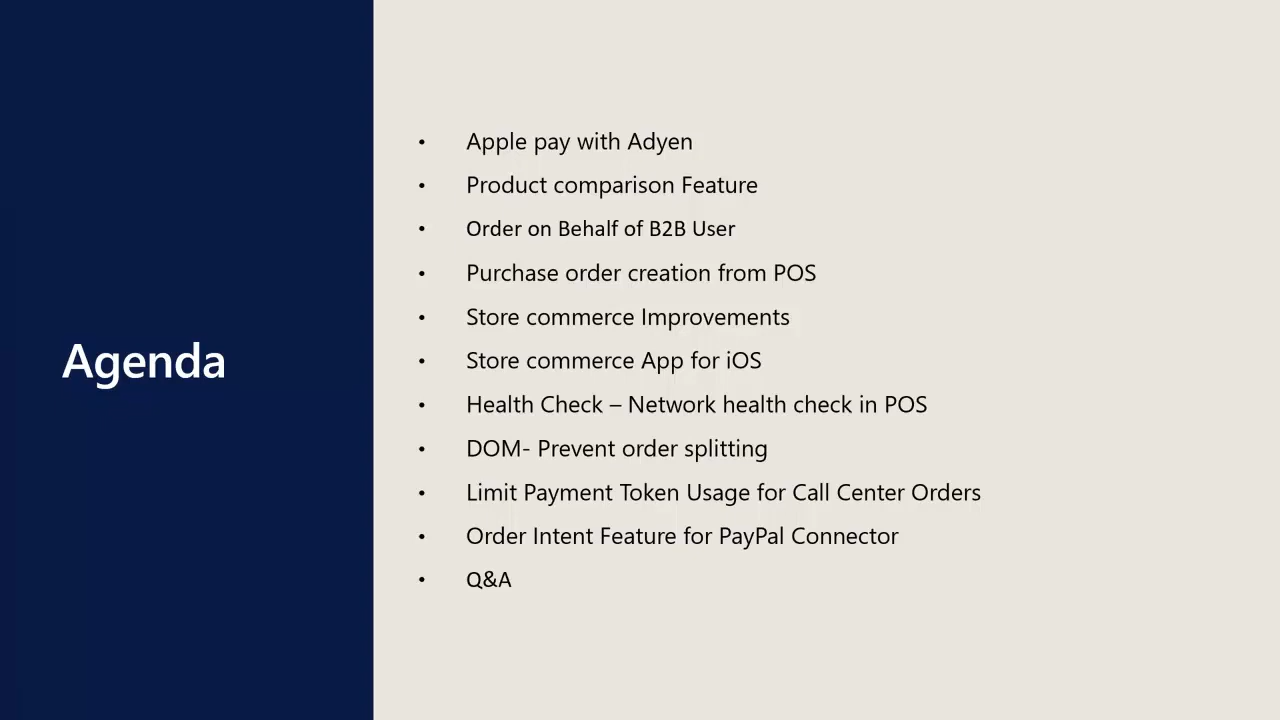 Agenda
• Apple pay with Adyen
• Product comparison Feature
• Order on Behalf of B2B User
• Purchase order creation from POS
• Store commerce Improvements
• Store commerce App for iOS
• Health Check – Network health check in POS
• DOM- Prevent order splitting
• Limit Payment Token Usage for Call Center Orders
• Order Intent Feature for PayPal Connector
• Q&A